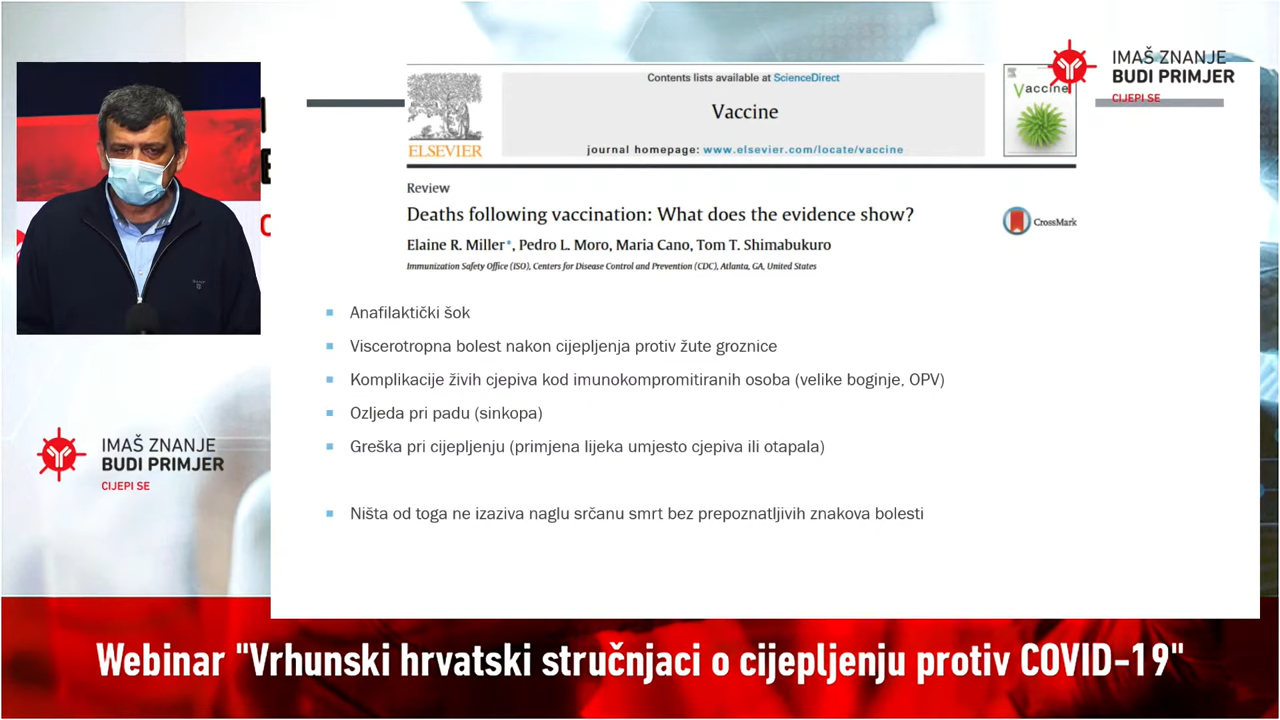 IMAŠ ZNANJE
BUDI PRIMJER
CIJEPI SE
Contents lists available at ScienceDirect
Vaccine
journal homepage: www.elsevier.com/locate/vaccine
ELSEVIER
Vaccine
Review
Deaths following vaccination: What does the evidence show?
CrossMark
Elaine R. Miller*, Pedro L. Moro, Maria Cano, Tom T. Shimabukuro
Immunization Safety Office (ISO), Centers for Disease Control and Prevention (CDC), Atlanta, GA, United States
Anafilaktički šok
Viscerotropna bolest nakon cijepljenja protiv žute groznice
Komplikacije živih cjepiva kod imunokompromitiranih osoba (velike boginje, OPV)
Ozljeda pri padu (sinkopa)
Greška pri cijepljenju (primjena lijeka umjesto cjepiva ili otapala)
Ništa od toga ne izaziva naglu srčanu smrt bez prepoznatljivih znakova bolesti
IMAŠ ZNANJE
BUDI PRIMJER
CIJEPI SE
Webinar "Vrhunski hrvatski stručnjaci o cijepljenju protiv COVID-19"